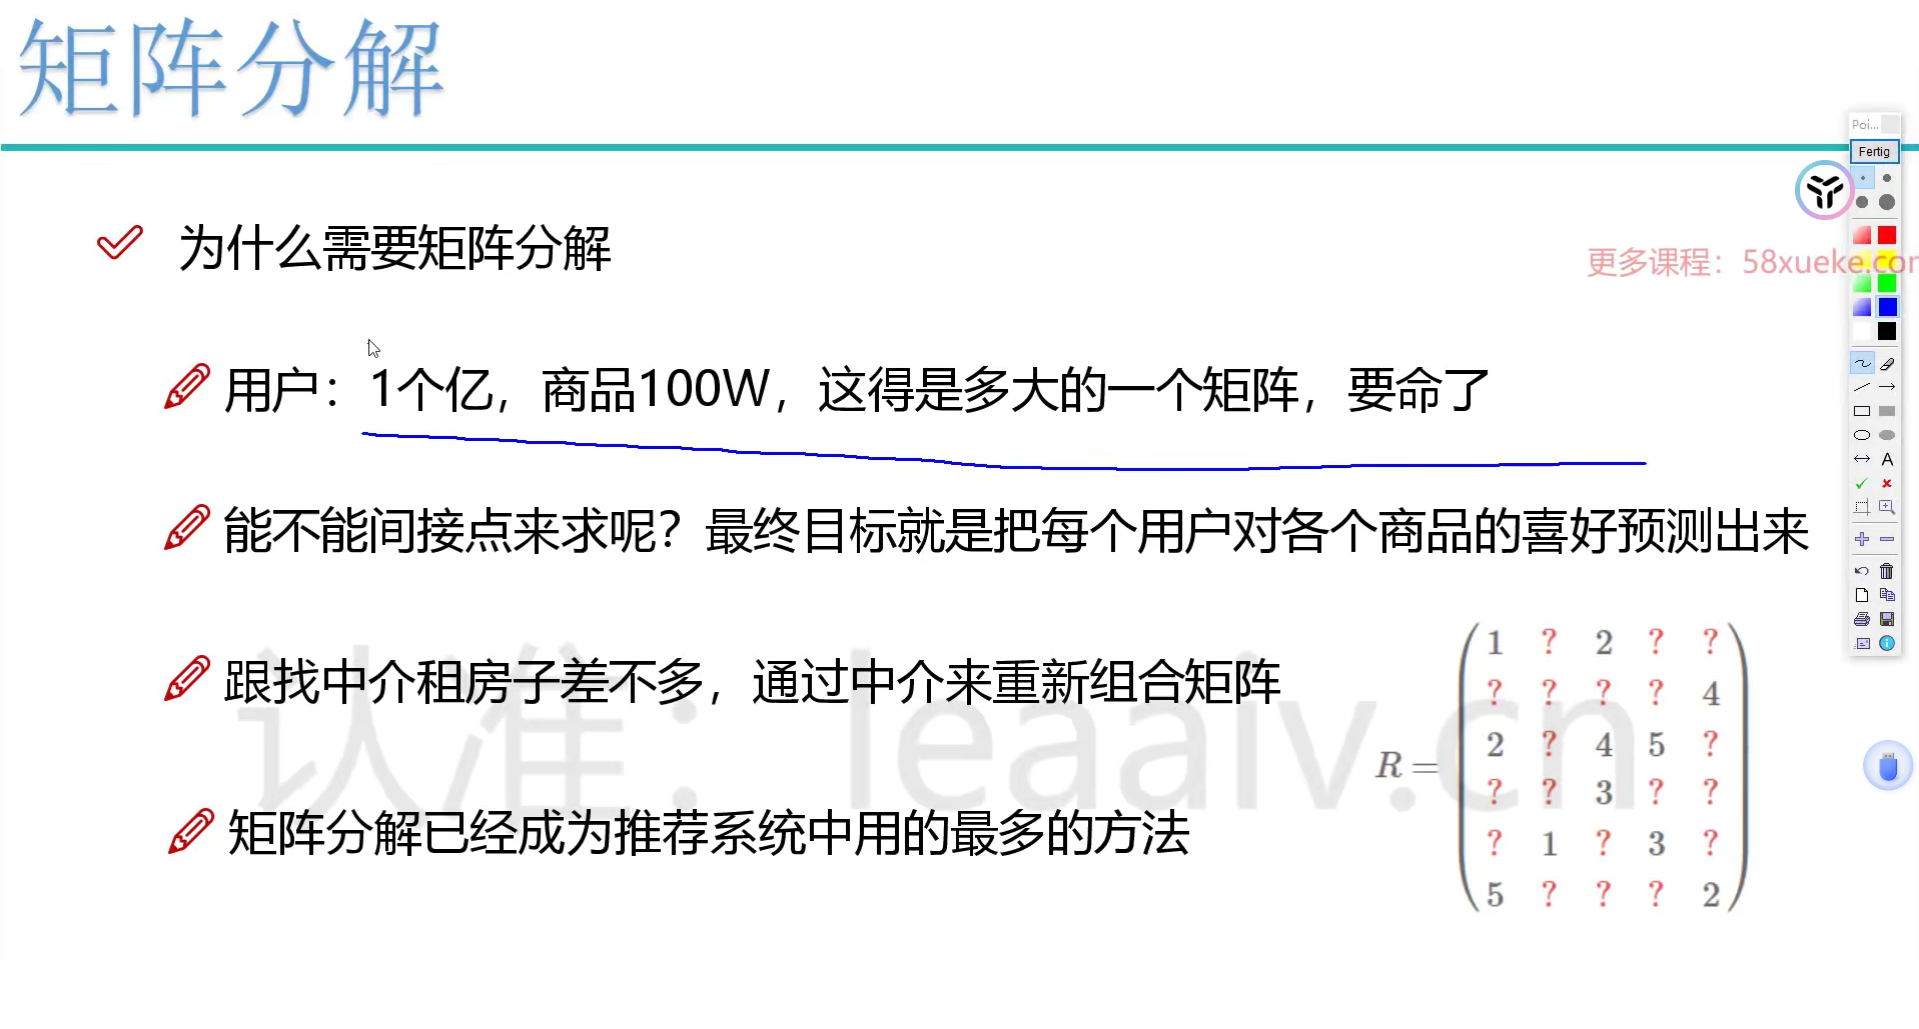 矩阵分解
Poi...
Fertig
为什么需要矩阵分解
更多课程：58xueke.com
用户：1个亿，商品100W，这得是多大的一个矩阵，要命了
A
能不能间接点来求呢？最终目标就是把每个用户对各个商品的喜好预测出来
跟找中介租房子差不多，通过中介来重新组合矩阵
认准：leaaiv.cn
矩阵分解已经成为推荐系统中用的最多的方法
R =
1 ? 2 ? ?
? ? ? ? 4
2 ? 4 5 ?
? ? 3 ? ?
? 1 ? 3 ?
5 ? ? ? 2